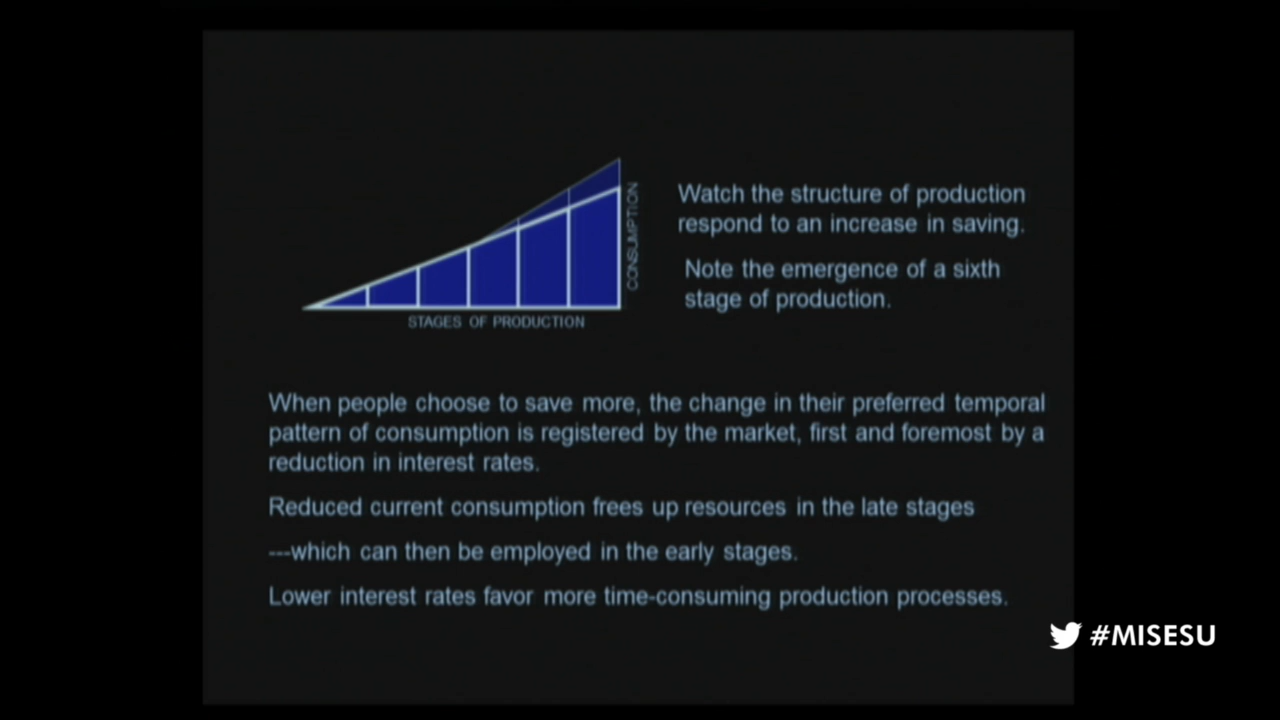 Watch the structure of production
respond to an increase in saving.
Note the emergence of a sixth
stage of production.
CONSUMPTION
STAGES OF PRODUCTION
When people choose to save more, the change in their preferred temporal
pattern of consumption is registered by the market, first and foremost by a
reduction in interest rates.
Reduced current consumption frees up resources in the late stages
---which can then be employed in the early stages.
Lower interest rates favor more time-consuming production processes.
#MISESU